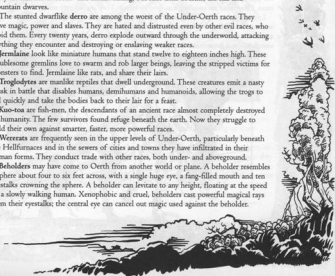 ountain dwarves.
The stunted dwarflike derro are among the worst of the Under-Oerth races. They
ve magic, power and slaves. They are hated and distrusted even by other evil races, who
oid them. Every twenty years, derro explode outward through the underworld, attacking
ything they encounter and destroying or enslaving weaker races.
Jermlaine look like miniature humans that stand twelve to eighteen inches high. These
ublesome gremlins love to swarm and rob larger beings, leaving the stripped victims for
onsters to find. Jermlaine like rats, and share their lairs.
Troglodytes are manlike reptiles that dwell underground. These creatures emit a nasty
sk in battle that disables humans, demihumans and humanoids, allowing the trogs to
l quickly and take the bodies back to their lair for a feast.
Kuo-toa are fish-men, the descendants of an ancient race almost completely destroyed
humanity. The few survivors found refuge beneath the earth. Now they struggle to
ld their own against smarter, faster, more powerful races.
Wererats are frequently seen in the upper levels of Under-Oerth, particularly beneath
Hellfurnaces and in the sewers of cities and towns they have infiltrated in their
man forms. They conduct trade with other races, both under- and aboveground.
Beholders may have come to Oerth from another world or plane. A beholder resembles
phere about four to six feet across, with a single huge eye, a fang-filled mouth and ten
stalks crowning the sphere. A beholder can levitate to any height, floating at the speed
a slowly walking human. Xenophobic and cruel, beholders cast powerful magical rays
m their eyestalks; the central eye can cancel out magic used against the beholder.